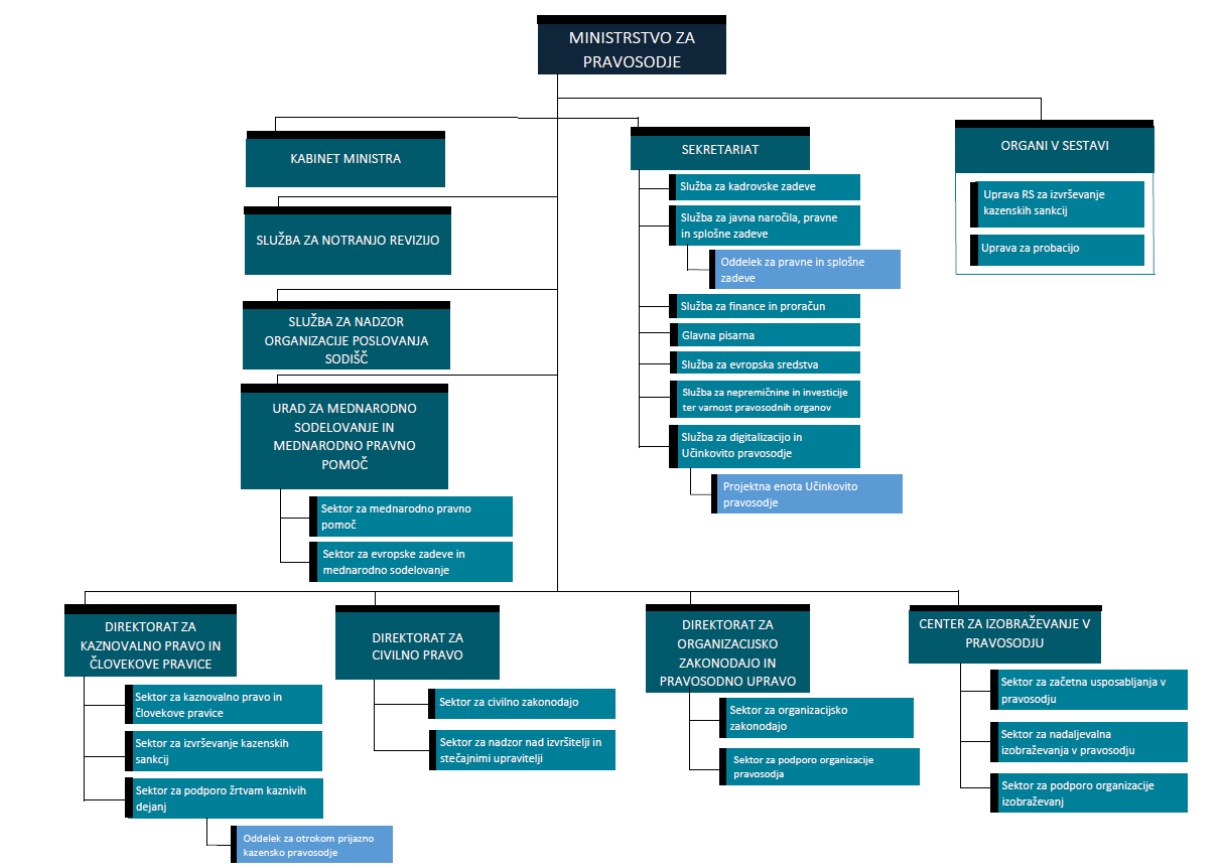 MINISTRSTVO ZA
PRAVOSODJE
KABINET MINISTRA
SLUŽBA ZA NOTRANJO REVIZIJO
SLUŽBA ZA NADZOR
ORGANIZACIJE POSLOVANJA
SODIŠČ
URAD ZA MEDNARODNO
SODELOVANJE IN
MEDNARODNO PRAVNO
POMOČ
Sektor za mednarodno pravno
pomoč
Sektor za evropske zadeve in
mednarodno sodelovanje
SEKRETARIAT
Služba za kadrovske zadeve
Služba za javna naročila, pravne
in splošne zadeve
Oddelek za pravne in splošne
zadeve
Služba za finance in proračun
Glavna pisarna
Služba za evropska sredstva
Služba za nepremičnine in investicije
ter varnost pravosodnih organov
Služba za digitalizacijo in
Učinkovito pravosodje
Projektna enota Učinkovito
pravosodje
ORGANI V SESTAVI
Uprava RS za izvrševanje
kazenskih sankcij
Uprava za probacijo
DIREKTORAT ZA
KAZNOVALNO PRAVO IN
ČLOVEKOVE PRAVICE
Sektor za kaznovalno pravo in
človekove pravice
Sektor za izvrševanje kazenskih
sankcij
Sektor za podporo žrtvam kaznivih
dejanj
Oddelek za otrokom prijazno
kazensko pravosodje
DIREKTORAT ZA
CIVILNO PRAVO
Sektor za civilno zakonodajo
Sektor za nadzor nad izvršitelji in
stečajnimi upravitelji
DIREKTORAT ZA
ORGANIZACIJSKO
ZAKONODAJO IN
PRAVOSODNO UPRAVO
Sektor za organizacijsko
zakonodajo
Sektor za podporo organizacije
pravosodja
CENTER ZA IZOBRAŽEVANJE V
PRAVOSODJU
Sektor za začetna usposabljanja v
pravosodju
Sektor za nadaljevalna
izobraževanja v pravosodju
Sektor za podporo organizacije
izobraževanj